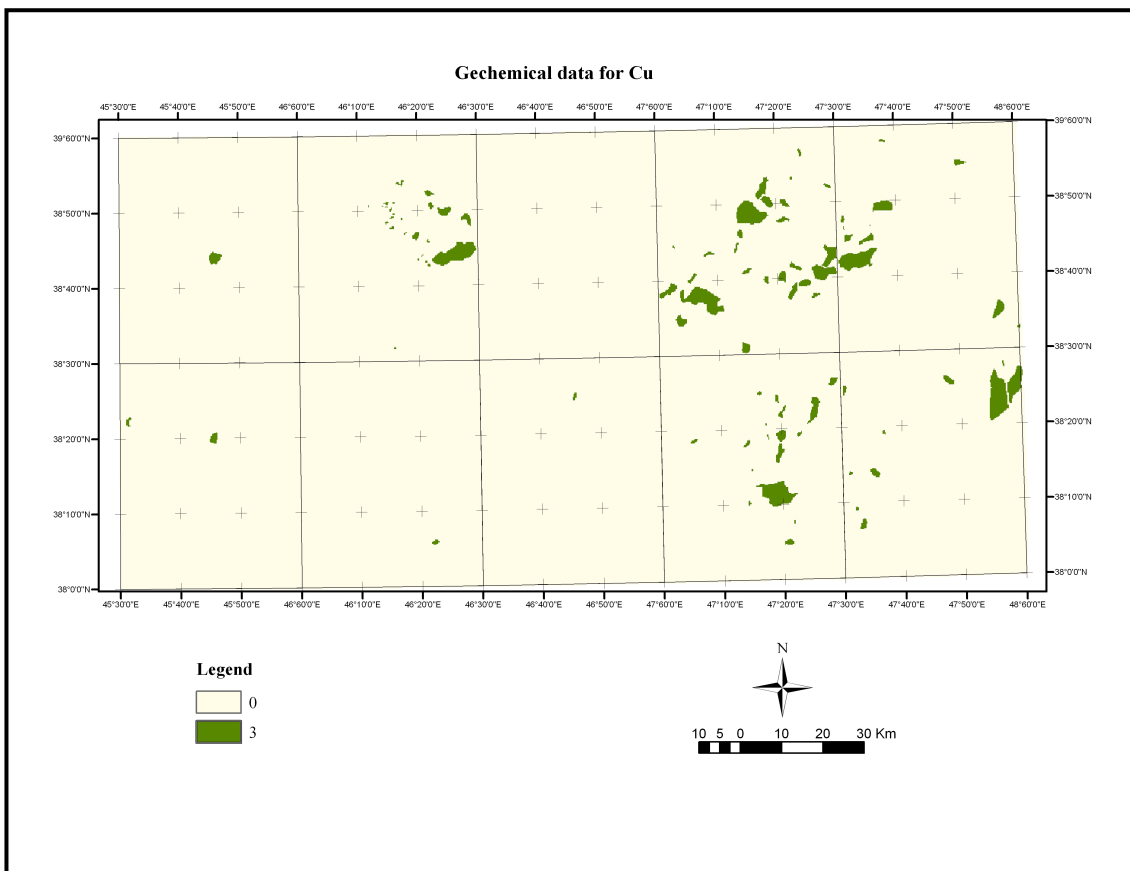 Gechemical data for Cu
45°30'0"E 45°40'0"E 45°50'0"E 46°60'0"E 46°10'0"E 46°20'0"E 46°30'0"E 46°40'0"E 46°50'0"E 47°60'0"E 47°10'0"E 47°20'0"E 47°30'0"E 47°40'0"E 47°50'0"E 48°60'0"E
39°60'0"N 39°60'0"N
38°50'0"N 38°50'0"N
38°40'0"N 38°40'0"N
38°30'0"N 38°30'0"N
38°20'0"N 38°20'0"N
38°10'0"N 38°10'0"N
38°0'0"N 38°0'0"N
45°30'0"E 45°40'0"E 45°50'0"E 46°60'0"E 46°10'0"E 46°20'0"E 46°30'0"E 46°40'0"E 46°50'0"E 47°60'0"E 47°10'0"E 47°20'0"E 47°30'0"E 47°40'0"E 47°50'0"E 48°60'0"E
Legend
0
3
N
10 5 0 10 20 30 Km